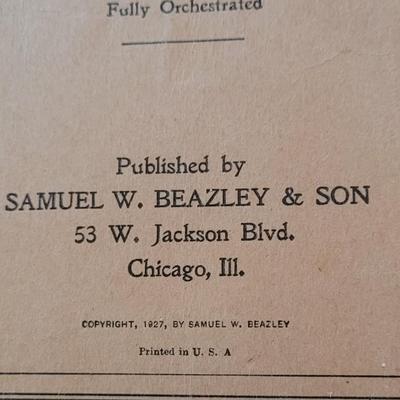 Fully Orchestrated
Published by
SAMUEL W. BEAZLEY & SON
53 W. Jackson Blvd.
Chicago, Ill.
COPYRIGHT, 1927, BY SAMUEL W. BEAZLEY
Printed in U. S. A